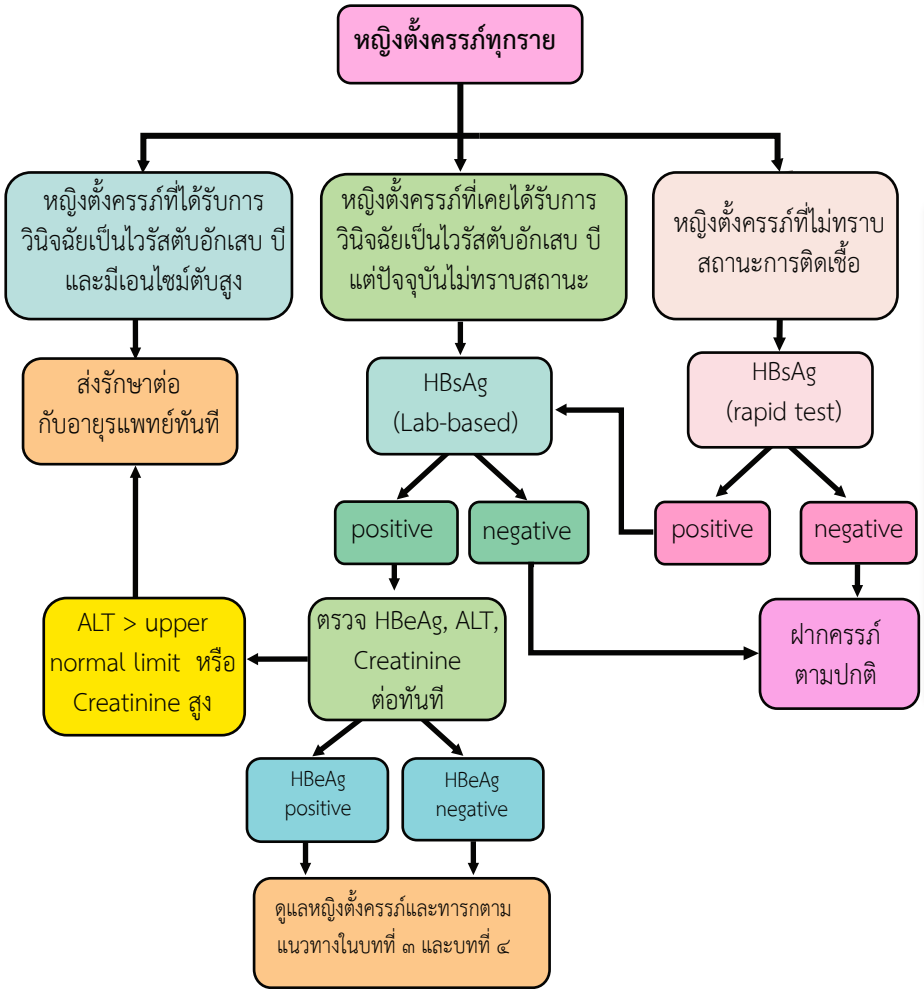 หญิงตั้งครรภ์ทุกราย
หญิงตั้งครรภ์ที่ได้รับการ
วินิจฉัยเป็นไวรัสตับอักเสบ บี
และมีเอนไซม์ตับสูง
หญิงตั้งครรภ์ที่เคยได้รับการ
วินิจฉัยเป็นไวรัสตับอักเสบ บี
แต่ปัจจุบันไม่ทราบสถานะ
หญิงตั้งครรภ์ที่ไม่ทราบ
สถานะการติดเชื้อ
ส่งรักษาต่อ
กับอายุรแพทย์ทันที
HBsAg
(Lab-based)
HBsAg
(rapid test)
positive
negative
positive
negative
ALT > upper
normal limit หรือ
Creatinine สูง
ตรวจ HBeAg, ALT,
Creatinine
ต่อทันที
ฝากครรภ์
ตามปกติ
HBeAg
positive
HBeAg
negative
ดูแลหญิงตั้งครรภ์และทารกตาม
แนวทางในบทที่ ๓ และบทที่ ๔